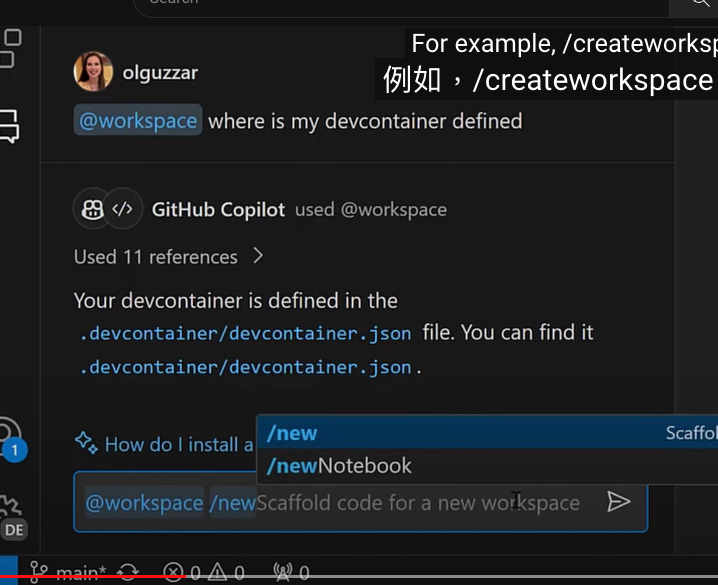 Search
For example, /createworksp
例如，/createworkspace
olguzzar
@workspace where is my devcontainer defined
GitHub Copilot used @workspace
Used 11 references
Your devcontainer is defined in the
.devcontainer/devcontainer.json file. You can find it
.devcontainer/devcontainer.json.
/new Scaffol
How do I install a
/newNotebook
1
@workspace /newScaffold code for a new workspace
DE
main* 0 0 0